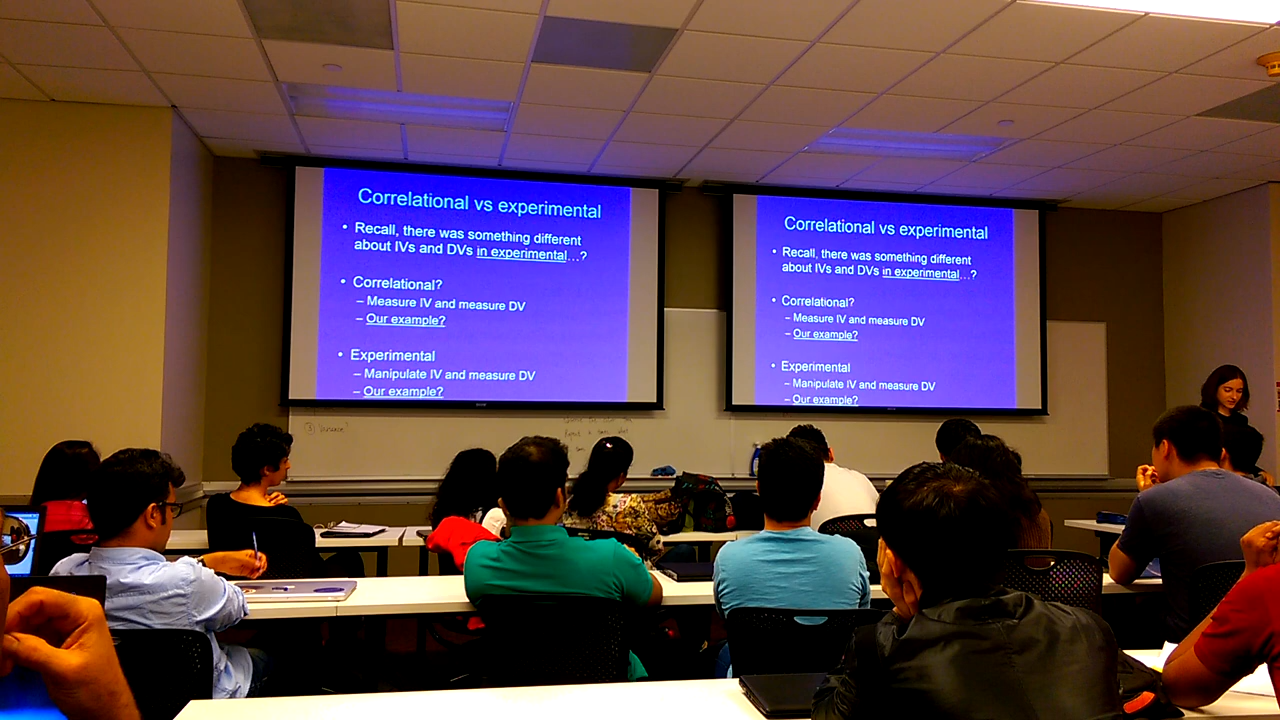 Correlational vs experimental
• Recall, there was something different
about IVs and DVs in experimental…?
• Correlational?
– Measure IV and measure DV
– Our example?
• Experimental
– Manipulate IV and measure DV
– Our example?
Correlational vs experimental
• Recall, there was something different
about IVs and DVs in experimental…?
• Correlational?
– Measure IV and measure DV
– Our example?
• Experimental
– Manipulate IV and measure DV
– Our example?
(3) Variance?